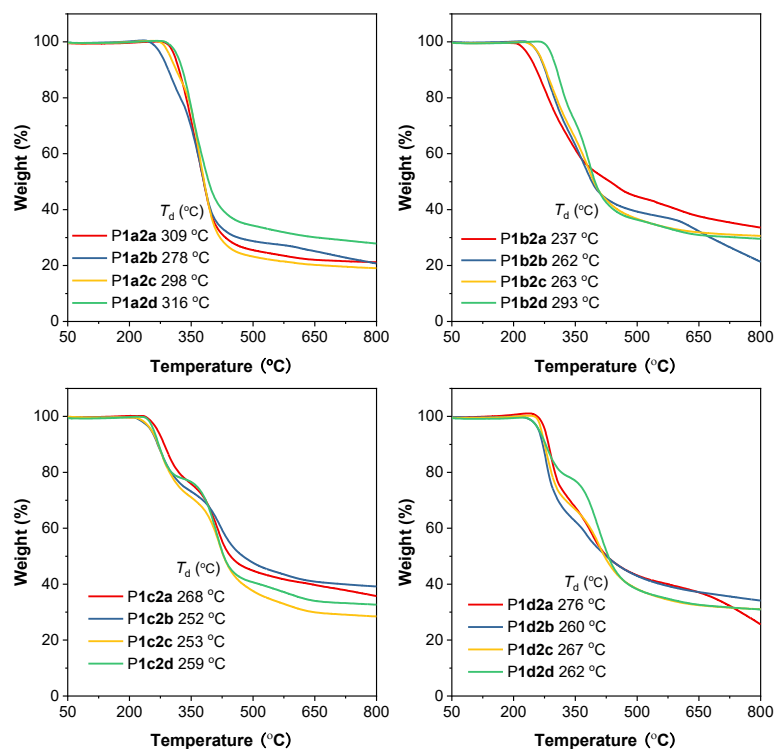 100
80
60
40
20
0
Weight (%)
T_d (°C)
P1a2a 309 °C
P1a2b 278 °C
P1a2c 298 °C
P1a2d 316 °C
50 200 350 500 650 800
Temperature (°C)
100
80
60
40
20
0
Weight (%)
T_d (°C)
P1b2a 237 °C
P1b2b 262 °C
P1b2c 263 °C
P1b2d 293 °C
50 200 350 500 650 800
Temperature (°C)
100
80
60
40
20
0
Weight (%)
T_d (°C)
P1c2a 268 °C
P1c2b 252 °C
P1c2c 253 °C
P1c2d 259 °C
50 200 350 500 650 800
Temperature (°C)
100
80
60
40
20
0
Weight (%)
T_d (°C)
P1d2a 276 °C
P1d2b 260 °C
P1d2c 267 °C
P1d2d 262 °C
50 200 350 500 650 800
Temperature (°C)